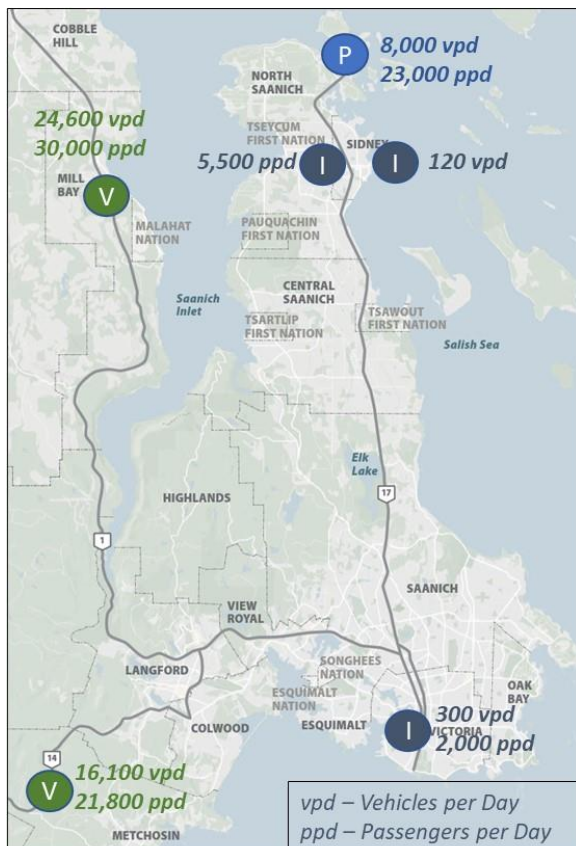 COBBLE
HILL
P
8,000 vpd
23,000 ppd
NORTH
SAANICH
24,600 vpd
30,000 ppd
TSEYCUM
FIRST NATION
SIDNEY
5,500 ppd
I
I
120 vpd
MILL
BAY
V
MALAHAT
NATION
PAUQUACHIN
FIRST NATION
CENTRAL
SAANICH
Saanich
Inlet
TSAWOUT
FIRST NATION
TSARTLIP
FIRST NATION
Salish Sea
Elk
Lake
HIGHLANDS
17
1
SAANICH
VIEW
ROYAL
LANGFORD
SONGHEES
NATION
ESQUIMALT
NATION
OAK
BAY
COLWOOD
ESQUIMALT
I
300 vpd
VICTORIA
2,000 ppd
14
V
16,100 vpd
21,800 ppd
METCHOSIN
vpd – Vehicles per Day
ppd – Passengers per Day